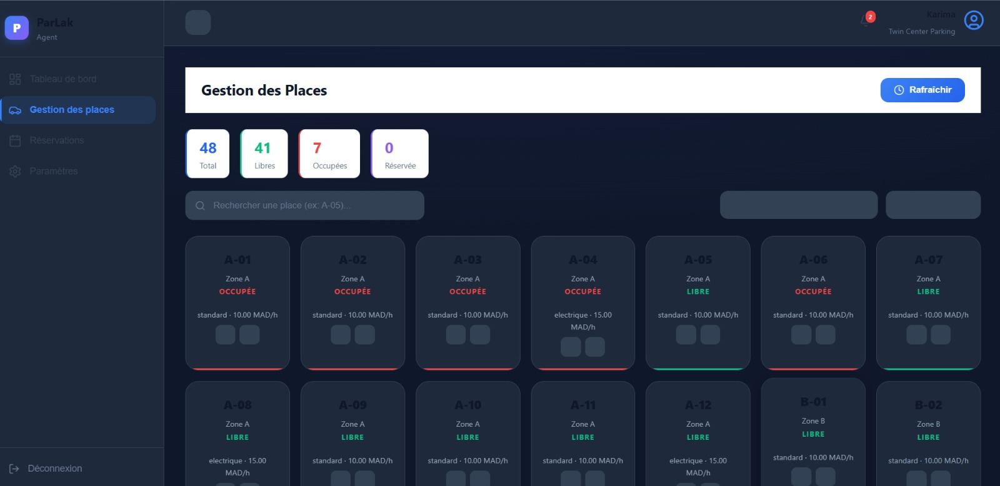 P
ParLak
Agent
2
Karima
Twin Center Parking
Tableau de bord
Gestion des places
Réservations
Paramètres
Déconnexion
Gestion des Places
Rafraîchir
48
Total
41
Libres
7
Occupées
0
Réservée
Rechercher une place (ex: A-05)...
A-01
Zone A
OCCUPÉE
standard · 10.00 MAD/h
A-02
Zone A
OCCUPÉE
standard · 10.00 MAD/h
A-03
Zone A
OCCUPÉE
standard · 10.00 MAD/h
A-04
Zone A
OCCUPÉE
electrique · 15.00
MAD/h
A-05
Zone A
LIBRE
standard · 10.00 MAD/h
A-06
Zone A
OCCUPÉE
standard · 10.00 MAD/h
A-07
Zone A
LIBRE
standard · 10.00 MAD/h
A-08
Zone A
LIBRE
electrique · 15.00
MAD/h
A-09
Zone A
LIBRE
standard · 10.00 MAD/h
A-10
Zone A
LIBRE
standard · 10.00 MAD/h
A-11
Zone A
LIBRE
standard · 10.00 MAD/h
A-12
Zone A
LIBRE
electrique · 15.00
MAD/h
B-01
Zone B
LIBRE
standard · 10.00 MAD/h
B-02
Zone B
LIBRE
standard · 10.00 MAD/h